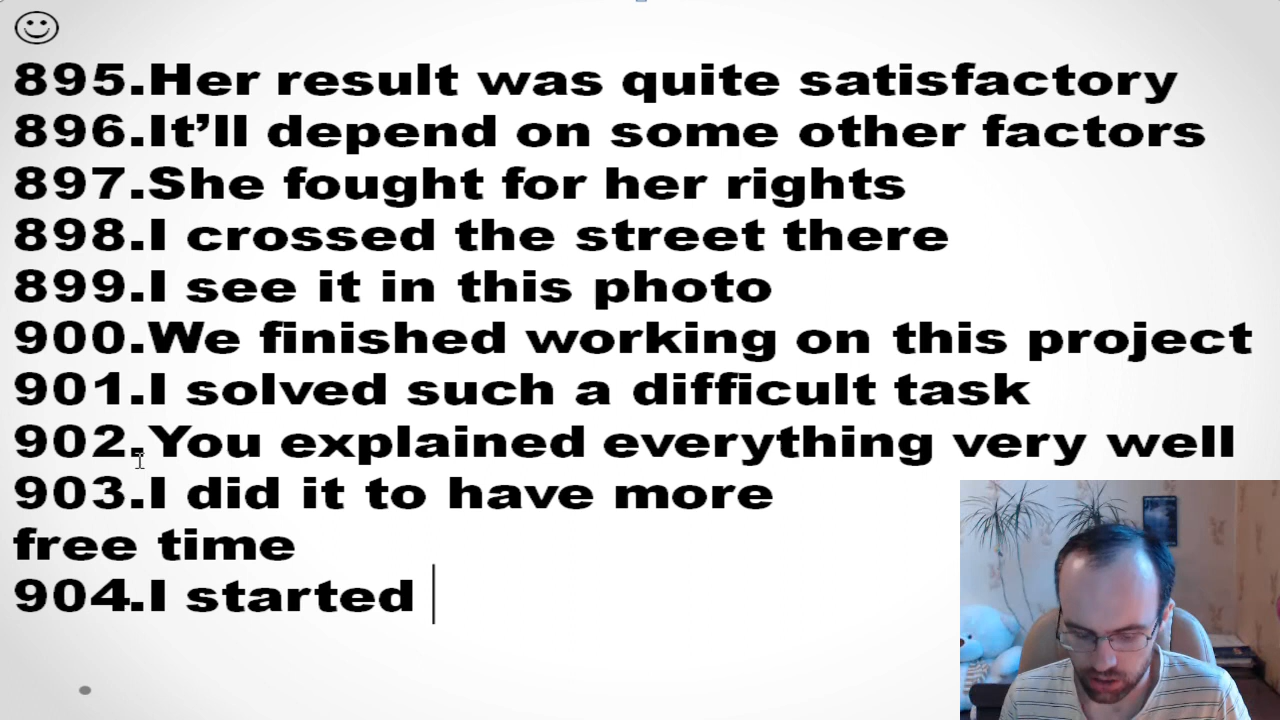 895.Her result was quite satisfactory
896.It’ll depend on some other factors
897.She fought for her rights
898.I crossed the street there
899.I see it in this photo
900.We finished working on this project
901.I solved such a difficult task
902.You explained everything very well
903.I did it to have more
free time
904.I started